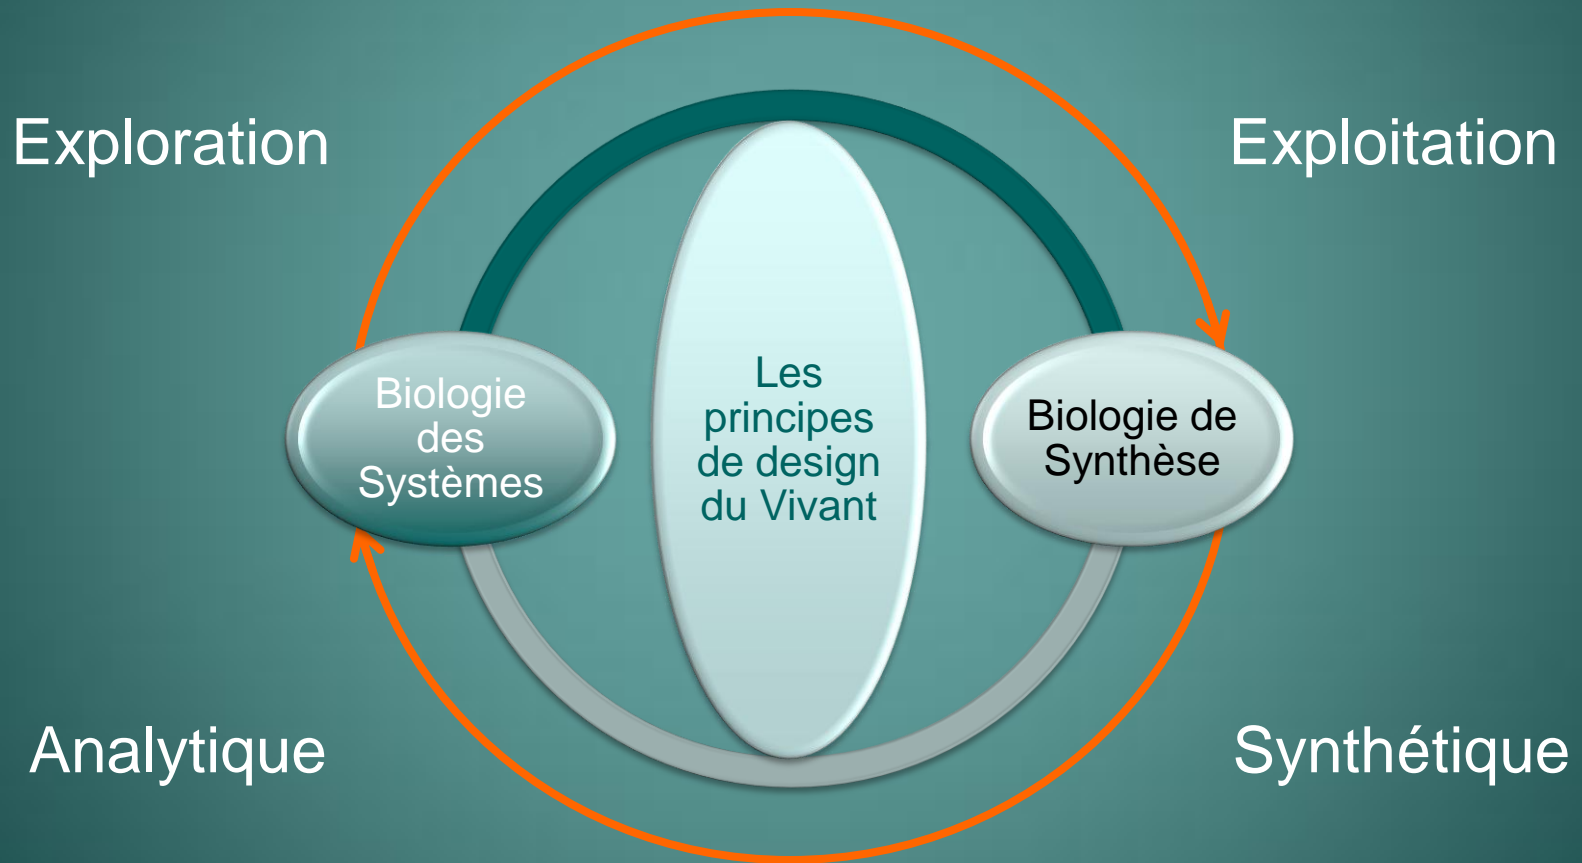 Exploration
Exploitation
Biologie
des
Systèmes
Les
principes
de design
du Vivant
Biologie de
Synthèse
Analytique
Synthétique